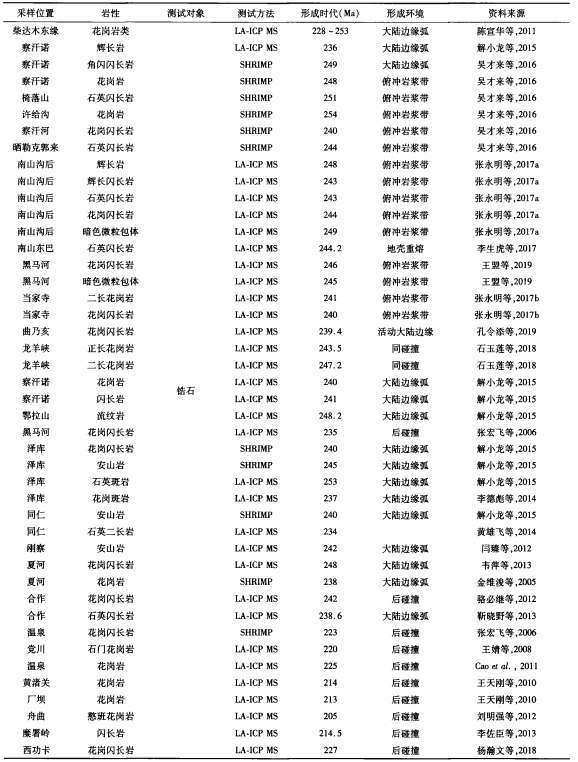 采样位置 岩性 测试对象 测试方法 形成时代(Ma) 形成环境 资料来源
柴达木东缘 花岗岩类 LA-ICP MS 228~253 大陆边缘弧 陈宣华等,2011
察汗诺 辉长岩 LA-ICP MS 236 大陆边缘弧 解小龙等,2015
察汗诺 角闪闪长岩 SHRIMP 249 大陆边缘弧 吴才来等,2016
察汗诺 花岗岩 SHRIMP 248 俯冲岩浆带 吴才来等,2016
椅落山 石英闪长岩 SHRIMP 251 俯冲岩浆带 吴才来等,2016
许给沟 花岗岩 SHRIMP 254 俯冲岩浆带 吴才来等,2016
察汗河 花岗闪长岩 SHRIMP 240 俯冲岩浆带 吴才来等,2016
晒勒克郭来 石英闪长岩 SHRIMP 244 俯冲岩浆带 吴才来等,2016
南山沟后 辉长岩 LA-ICP MS 248 俯冲岩浆带 张永明等,2017a
南山沟后 辉长闪长岩 LA-ICP MS 243 俯冲岩浆带 张永明等,2017a
南山沟后 石英闪长岩 LA-ICP MS 243 俯冲岩浆带 张永明等,2017a
南山沟后 花岗闪长岩 LA-ICP MS 244 俯冲岩浆带 张永明等,2017a
南山沟后 暗色微粒包体 LA-ICP MS 249 俯冲岩浆带 张永明等,2017a
南山东巴 石英闪长岩 LA-ICP MS 244.2 地壳重熔 李生虎等,2017
黑马河 花岗闪长岩 LA-ICP MS 246 俯冲岩浆带 王盟等,2019
黑马河 暗色微粒包体 LA-ICP MS 245 俯冲岩浆带 王盟等,2019
当家寺 二长花岗岩 LA-ICP MS 241 俯冲岩浆带 张永明等,2017b
当家寺 花岗闪长岩 LA-ICP MS 240 俯冲岩浆带 张永明等,2017b
曲乃亥 花岗闪长岩 LA-ICP MS 239.4 活动大陆边缘 孔令添等,2019
龙羊峡 正长花岗岩 LA-ICP MS 243.5 同碰撞 石玉莲等,2018
龙羊峡 二长花岗岩 LA-ICP MS 247.2 同碰撞 石玉莲等,2018
察汗诺 花岗岩 LA-ICP MS 240 大陆边缘弧 解小龙等,2015
察汗诺 闪长岩 锆石 LA-ICP MS 241 大陆边缘弧 解小龙等,2015
鄂拉山 流纹岩 LA-ICP MS 248.2 大陆边缘弧 解小龙等,2015
黑马河 花岗闪长岩 LA-ICP MS 235 后碰撞 张宏飞等,2006
泽库 花岗闪长岩 SHRIMP 240 大陆边缘弧 解小龙等,2015
泽库 安山岩 SHRIMP 245 大陆边缘弧 解小龙等,2015
泽库 石英斑岩 LA-ICP MS 253 大陆边缘弧 解小龙等,2015
泽库 花岗斑岩 LA-ICP MS 237 大陆边缘弧 李德彪等,2014
同仁 安山岩 SHRIMP 240 大陆边缘弧 解小龙等,2015
同仁 石英二长岩 LA-ICP MS 234 黄雄飞等,2014
刚察 安山岩 LA-ICP MS 242 大陆边缘弧 闫臻等,2012
夏河 花岗闪长岩 LA-ICP MS 248 大陆边缘弧 韦萍等,2013
夏河 花岗岩 SHRIMP 238 大陆边缘弧 金维浚等,2005
合作 花岗闪长岩 LA-ICP MS 242 后碰撞 骆必继等,2012
合作 石英闪长岩 LA-ICP MS 238.6 大陆边缘弧 靳晓野等,2013
温泉 花岗闪长岩 SHRIMP 223 后碰撞 张宏飞等,2006
党川 石门花岗岩 LA-ICP MS 220 后碰撞 王婧等,2008
温泉 花岗岩 LA-ICP MS 225 后碰撞 Cao et al., 2011
黄渚关 花岗岩 LA-ICP MS 214 后碰撞 王天刚等,2010
厂坝 花岗岩 LA-ICP MS 213 后碰撞 王天刚等,2010
舟曲 憨班花岗岩 LA-ICP MS 205 后碰撞 刘明强等,2012
糜署岭 闪长岩 LA-ICP MS 214.5 后碰撞 李佐臣等,2013
西功卡 花岗闪长岩 LA-ICP MS 227 后碰撞 杨瀚文等,2018